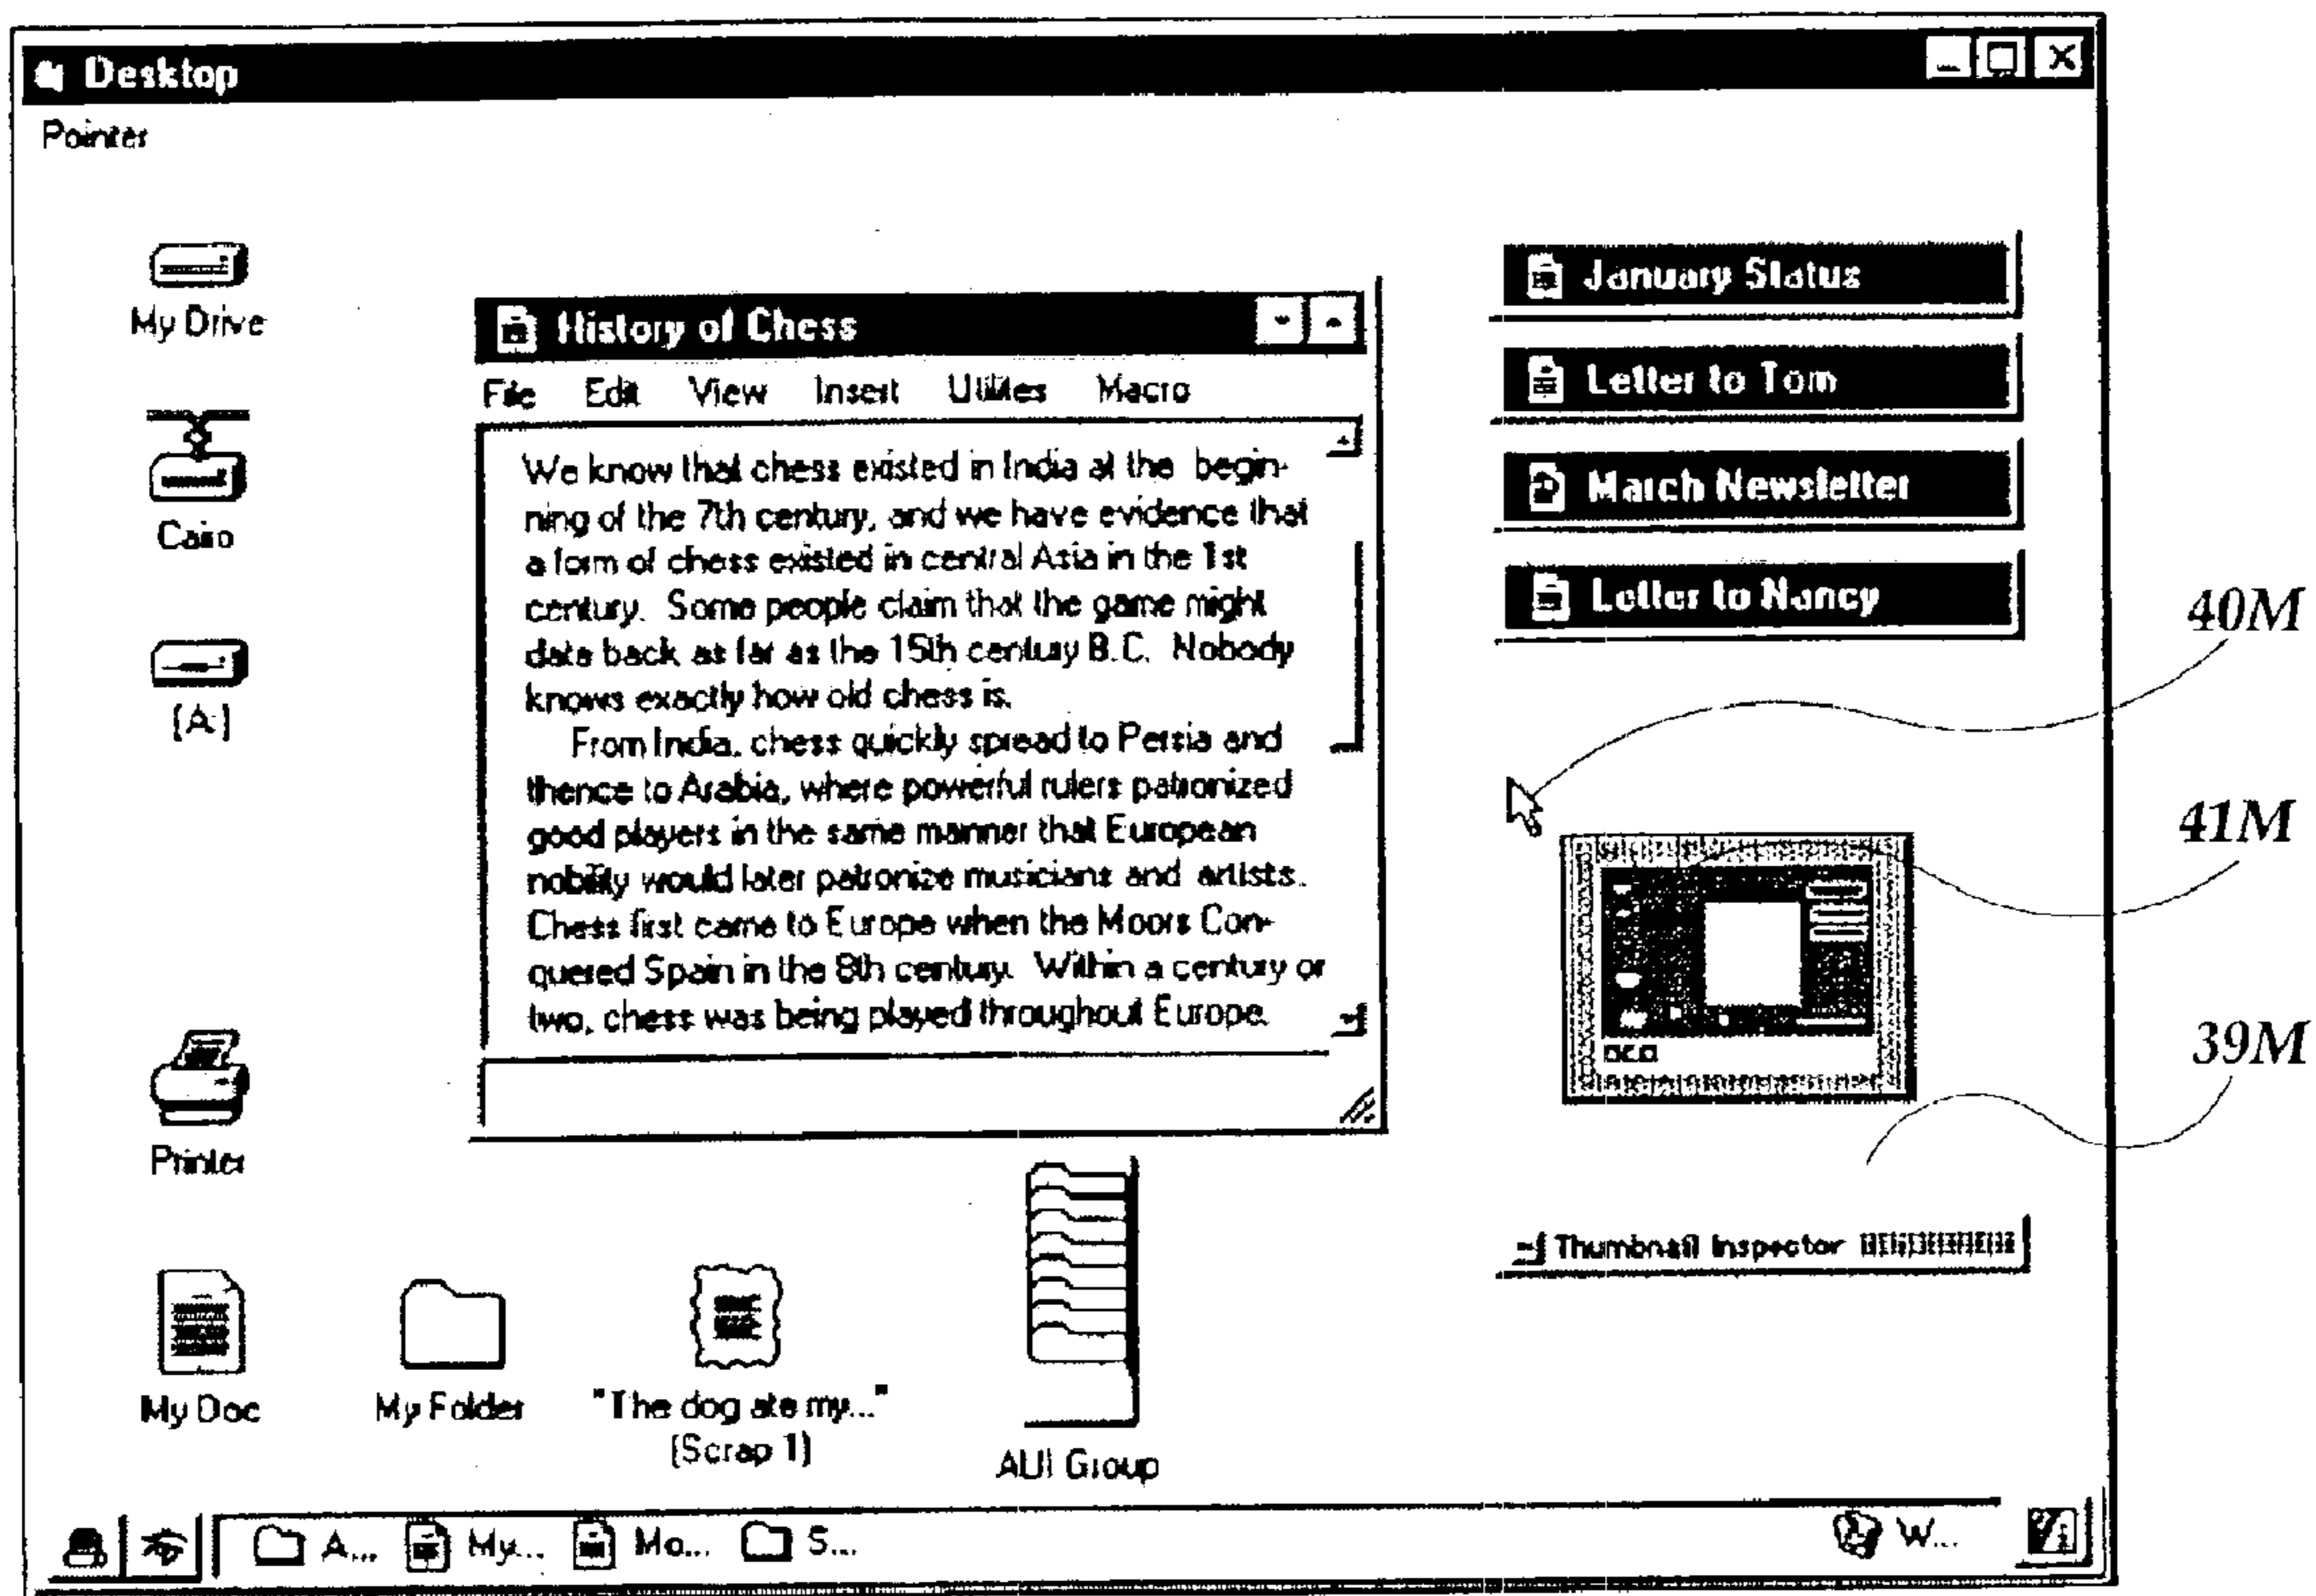 Desktop
Pointer
My Drive
Cairo
[A:]
Printer
My Doc
My Folder
"The dog ate my..."
(Scrap 1)
AUI Group
History of Chess
File Edit View Insert Utilities Macro
We know that chess existed in India at the begin-
ning of the 7th century, and we have evidence that
a form of chess existed in central Asia in the 1st
century. Some people claim that the game might
date back as far as the 15th century B.C. Nobody
knows exactly how old chess is.
From India, chess quickly spread to Persia and
thence to Arabia, where powerful rulers patronized
good players in the same manner that European
nobility would later patronize musicians and artists.
Chess first came to Europe when the Moors Con-
quered Spain in the 8th century. Within a century or
two, chess was being played throughout Europe.
January Status
Letter to Tom
March Newsletter
Letter to Nancy
40M
41M
39M
Thumbnail Inspector
A... My... Mo... S... W...